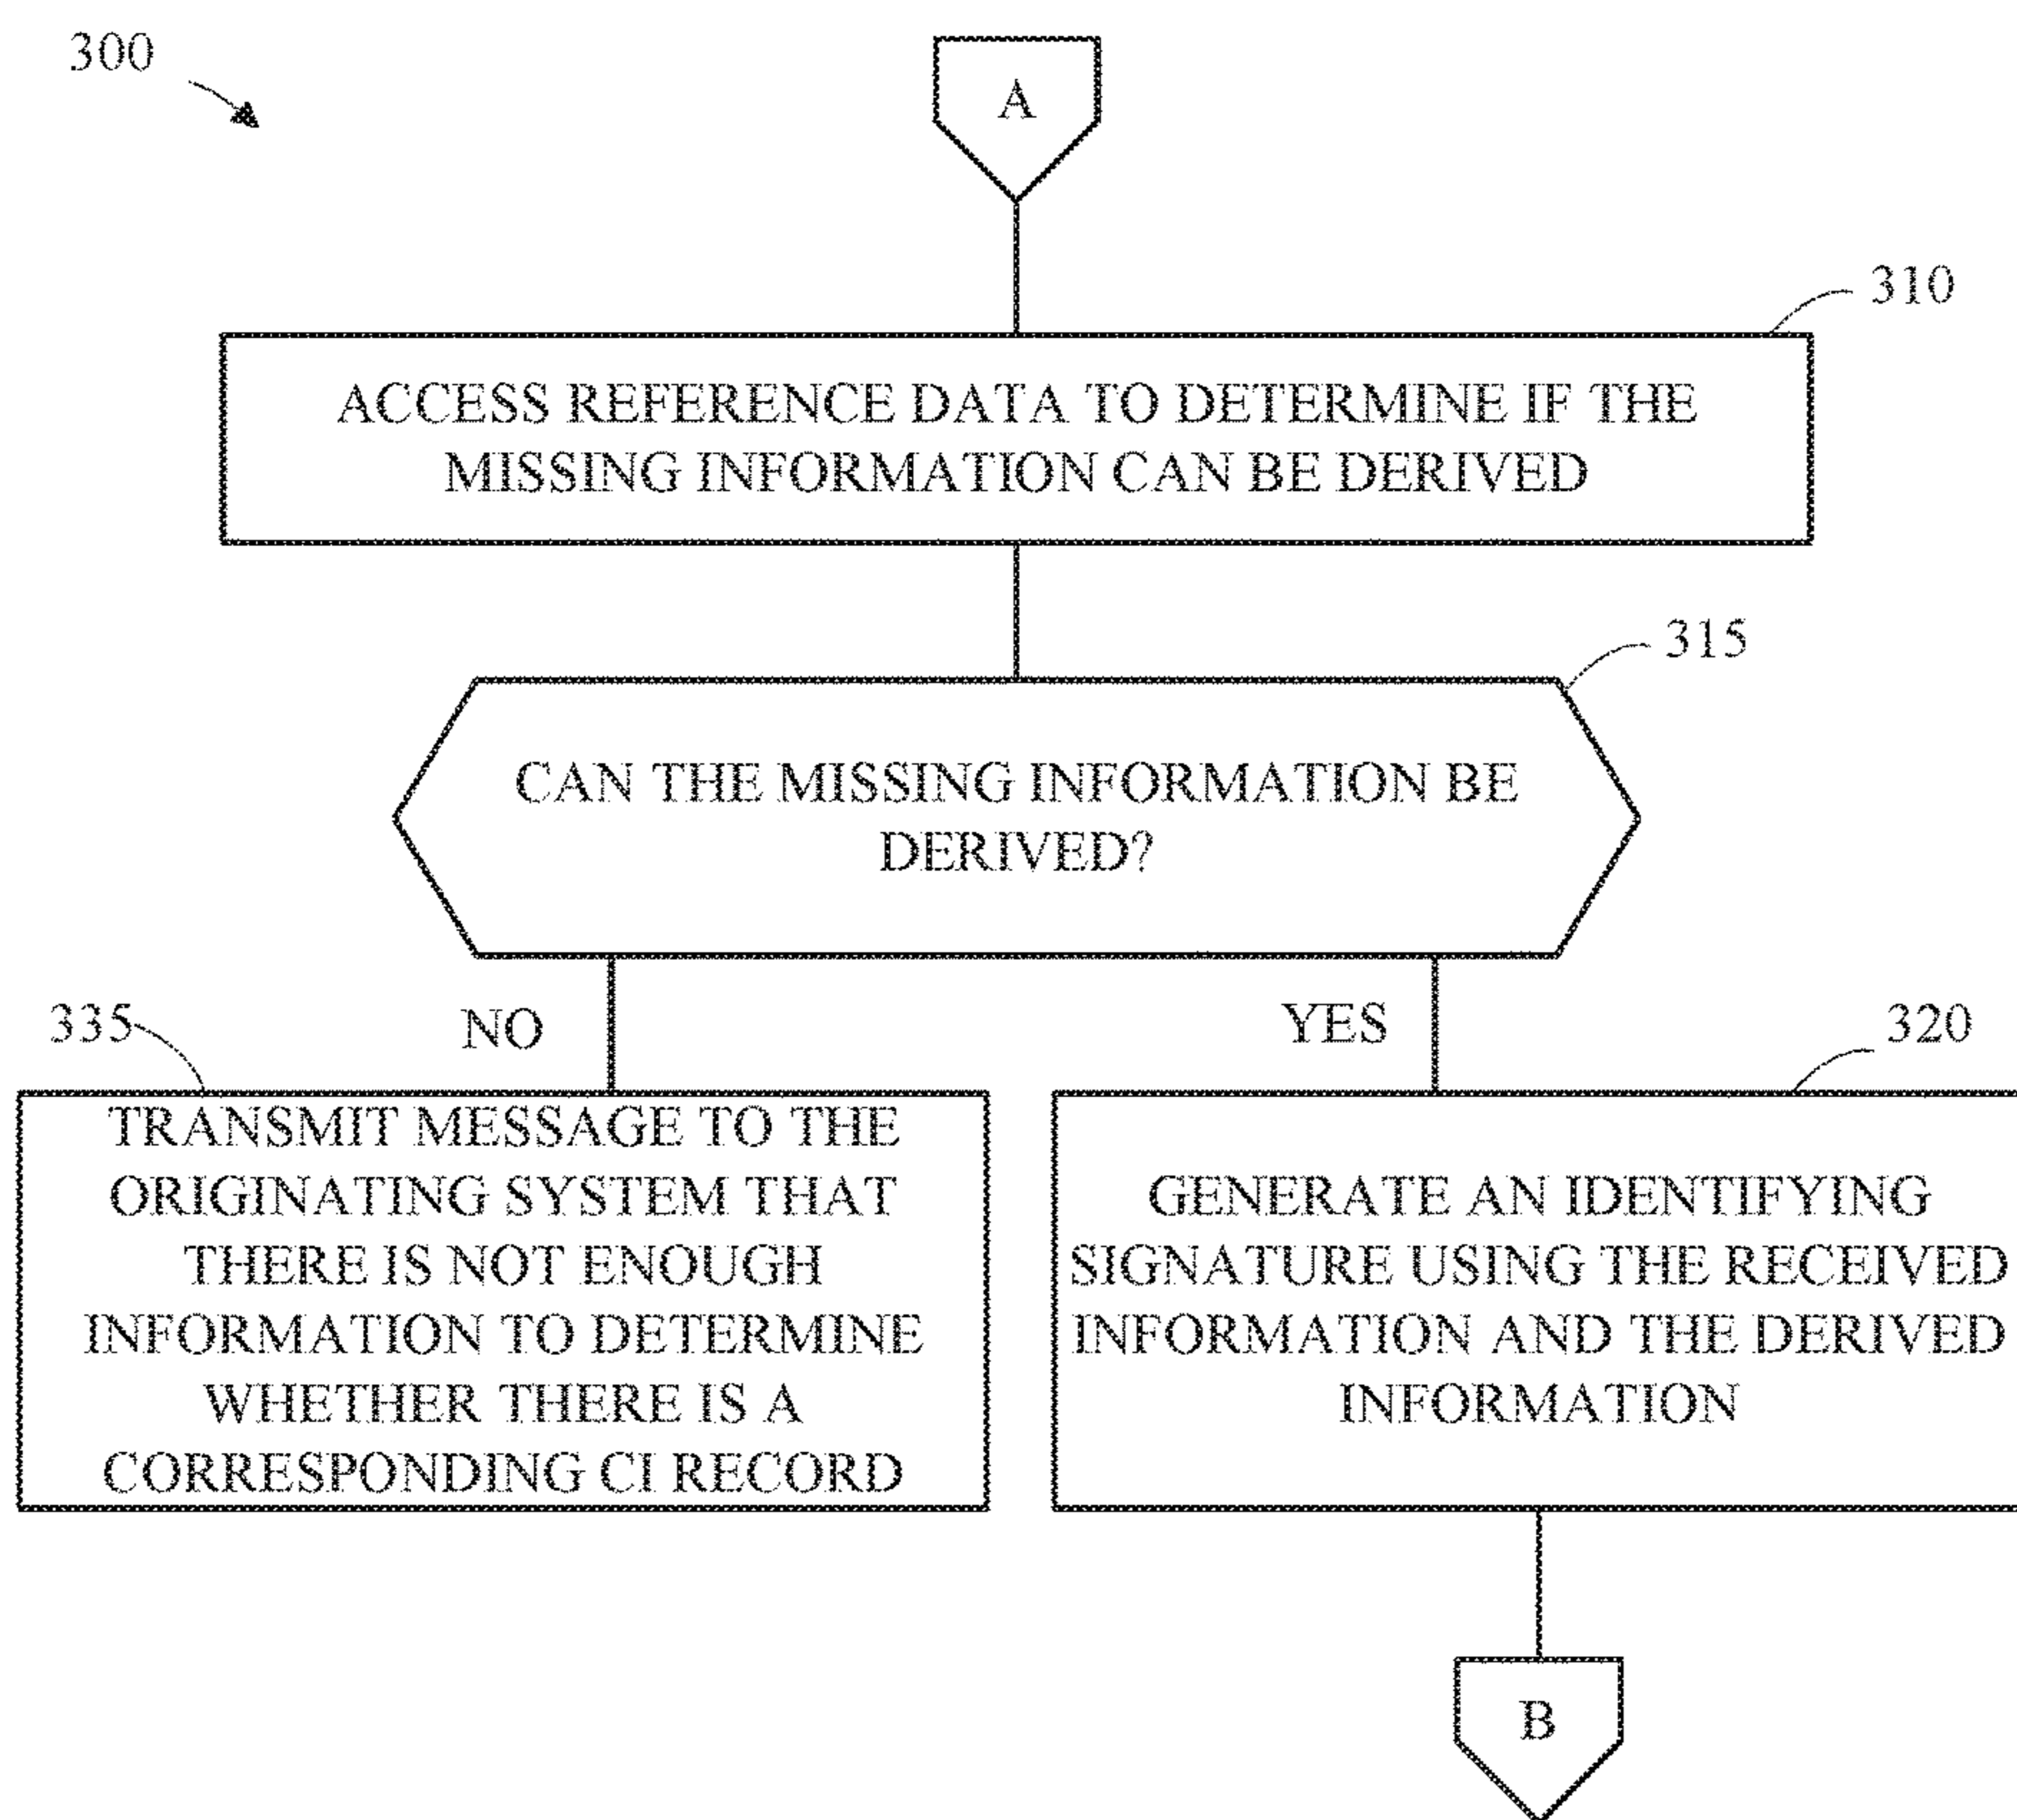 300
A
310
ACCESS REFERENCE DATA TO DETERMINE IF THE
MISSING INFORMATION CAN BE DERIVED
315
CAN THE MISSING INFORMATION BE
DERIVED?
335
NO
YES
320
TRANSMIT MESSAGE TO THE
ORIGINATING SYSTEM THAT
THERE IS NOT ENOUGH
INFORMATION TO DETERMINE
WHETHER THERE IS A
CORRESPONDING CI RECORD
GENERATE AN IDENTIFYING
SIGNATURE USING THE RECEIVED
INFORMATION AND THE DERIVED
INFORMATION
B